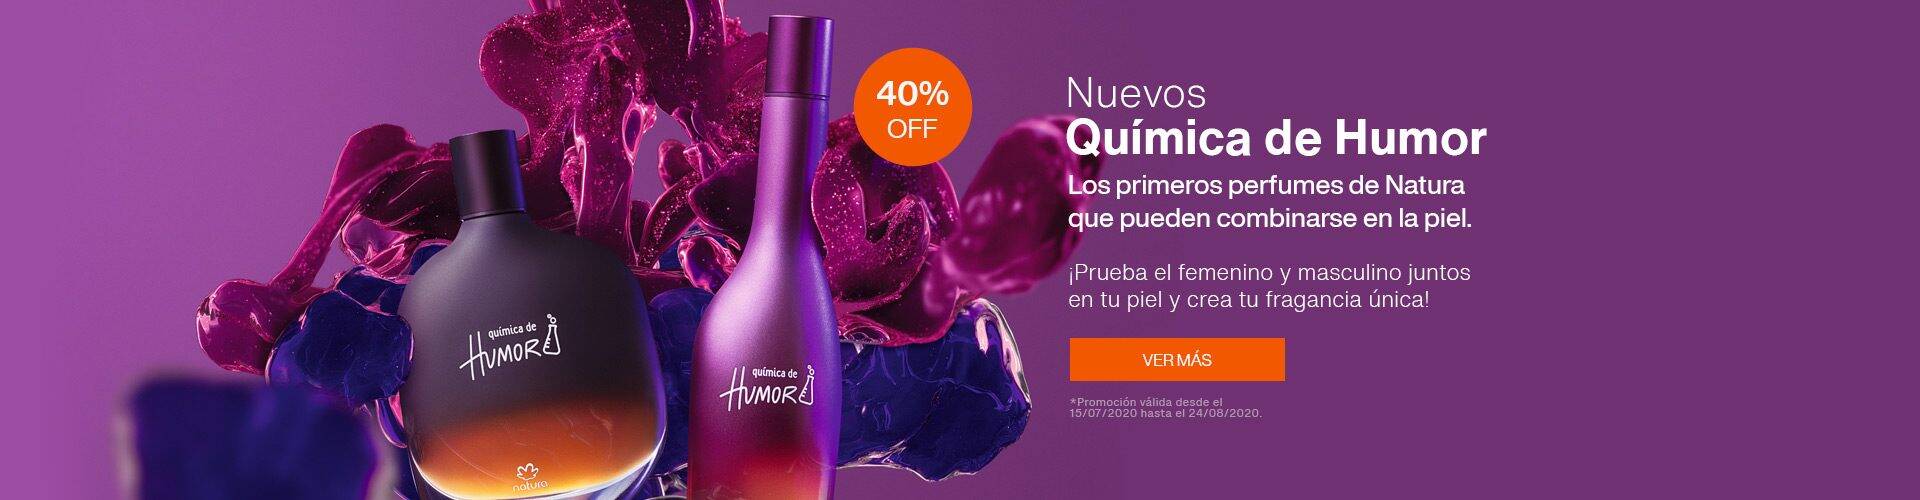 40%
OFF
Nuevos
Química de Humor
Los primeros perfumes de Natura
que pueden combinarse en la piel.
¡Prueba el femenino y masculino juntos
en tu piel y crea tu fragancia única!
VER MÁS
*Promoción válida desde el
15/07/2020 hasta el 24/08/2020.
química de
HUMOR
natura
química de
HUMOR